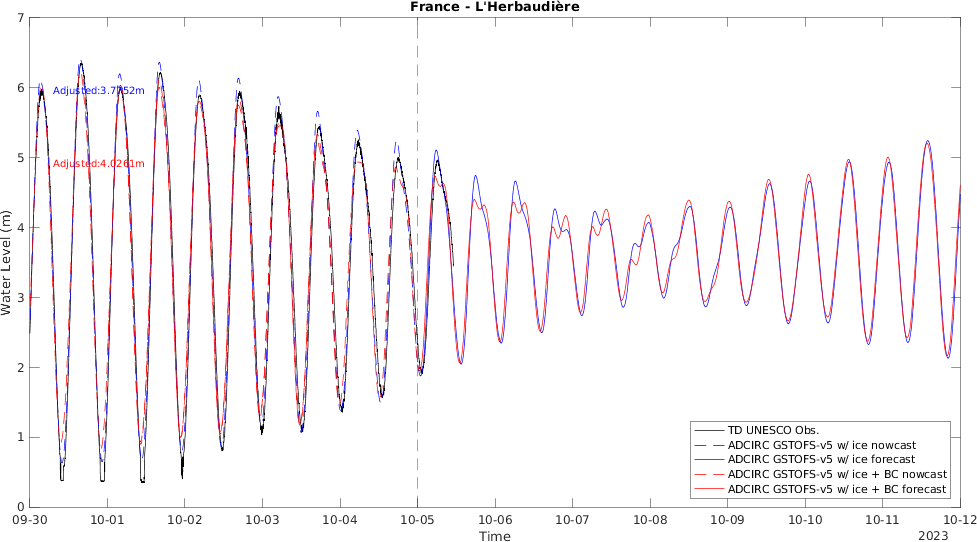 France - L'Herbaudière
Water Level (m)
7
6
5
4
3
2
1
0
Adjusted:3.7752m
Adjusted:4.0261m
TD UNESCO Obs.
ADCIRC GSTOFS-v5 w/ ice nowcast
ADCIRC GSTOFS-v5 w/ ice forecast
ADCIRC GSTOFS-v5 w/ ice + BC nowcast
ADCIRC GSTOFS-v5 w/ ice + BC forecast
09-30 10-01 10-02 10-03 10-04 10-05 10-06 10-07 10-08 10-09 10-10 10-11 10-12
Time
2023